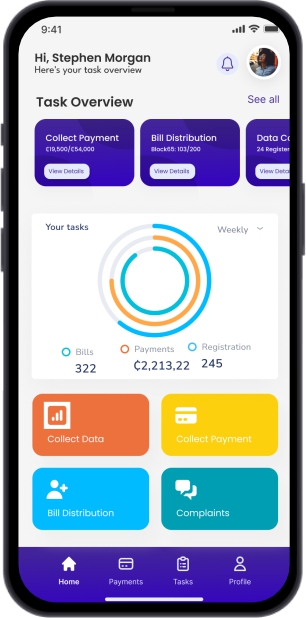 9:41
Hi, Stephen Morgan
Here's your task overview
Task Overview
See all
Collect Payment
₵19,500/₵54,000
View Details
Bill Distribution
Block65: 103/200
View Details
Data Co
24 Register
View Deta
Your tasks
Weekly
Bills
322
Payments
₵2,213,22
Registration
245
Collect Data
Collect Payment
Bill Distribution
Complaints
Home
Payments
Tasks
Profile